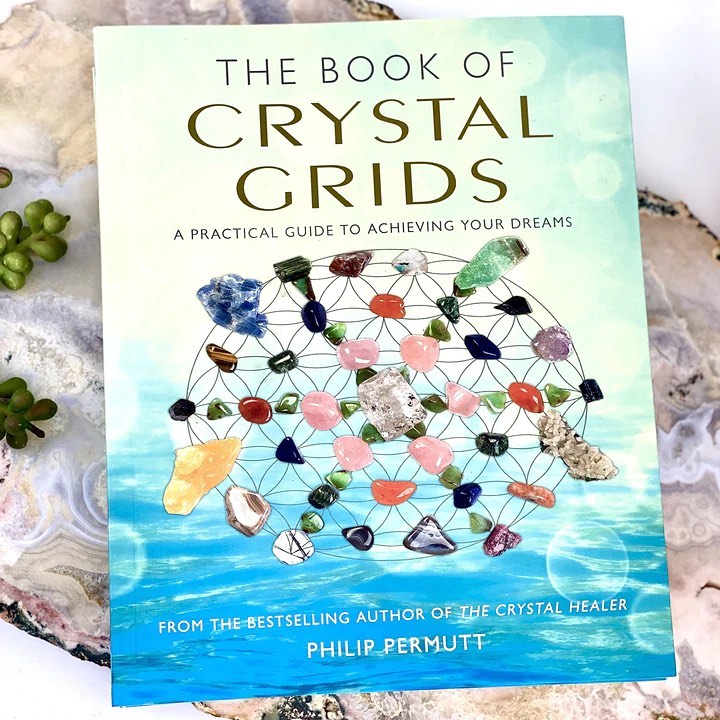 THE BOOK OF
CRYSTAL
GRIDS
A PRACTICAL GUIDE TO ACHIEVING YOUR DREAMS
FROM THE BESTSELLING AUTHOR OF THE CRYSTAL HEALER
PHILIP PERMUTT